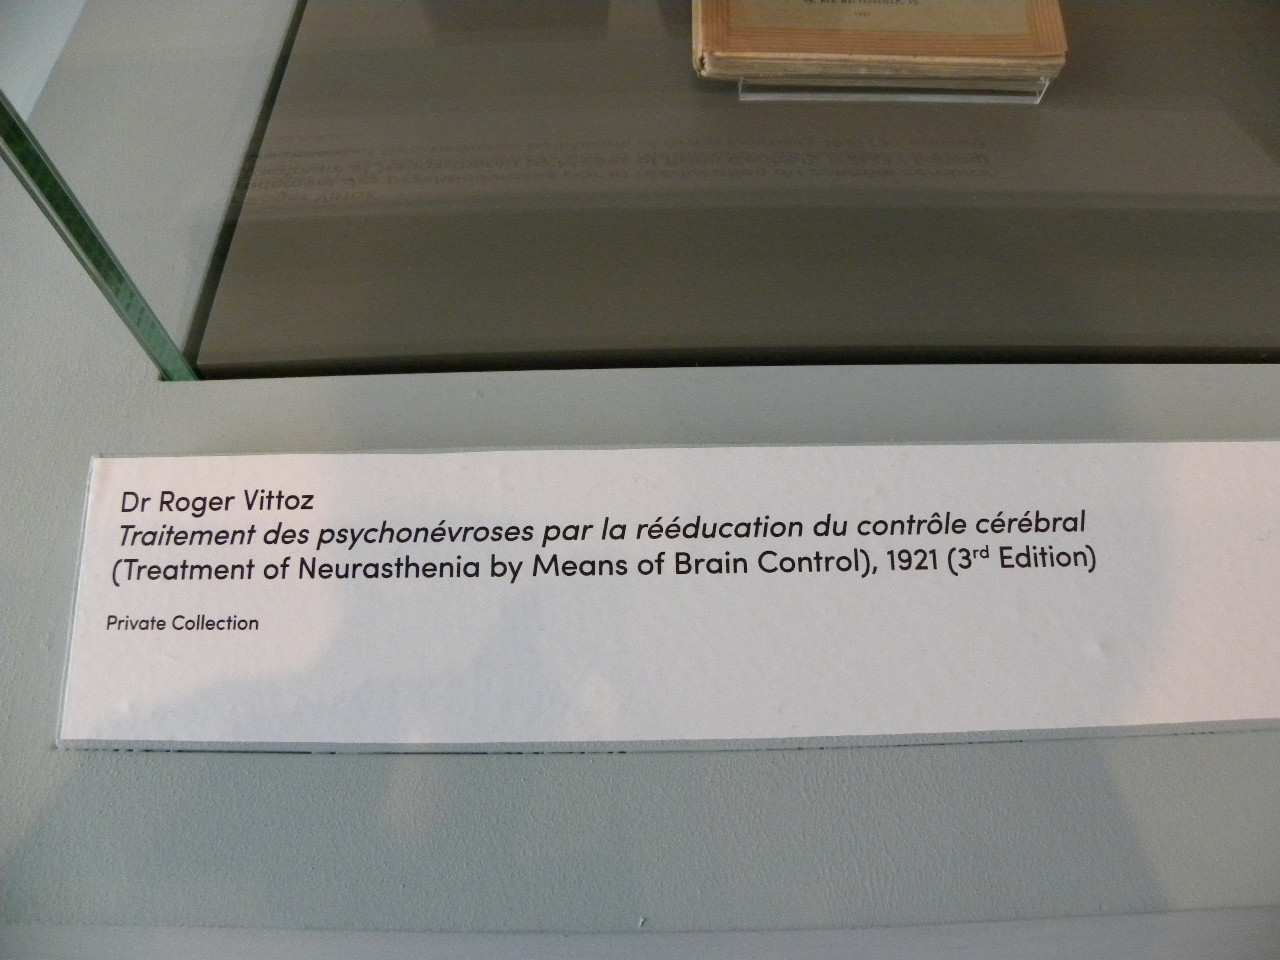 Dr Roger Vittoz
Traitement des psychonévroses par la rééducation du contrôle cérébral
(Treatment of Neurasthenia by Means of Brain Control), 1921 (3rd Edition)
Private Collection